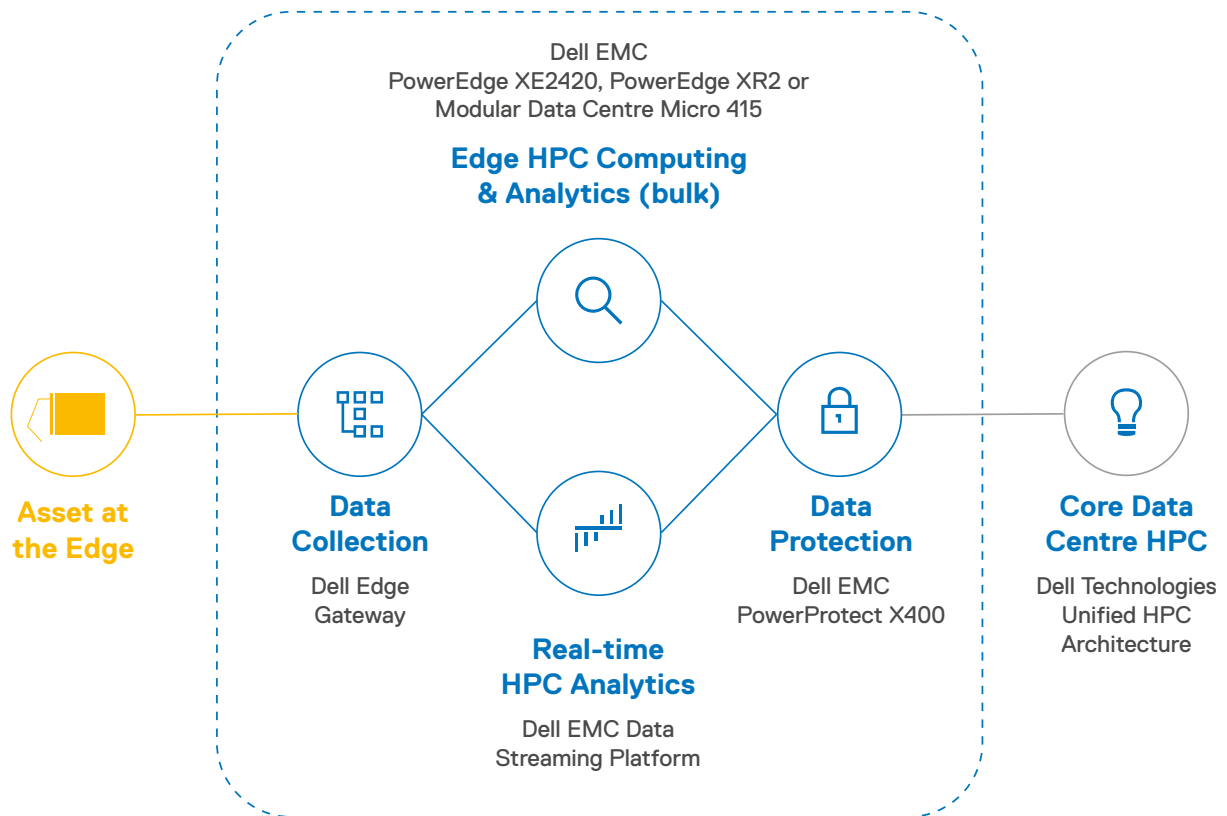 Dell EMC
PowerEdge XE2420, PowerEdge XR2 or
Modular Data Centre Micro 415
Edge HPC Computing
& Analytics (bulk)
Asset at
the Edge
Data
Collection
Dell Edge
Gateway
Real-time
HPC Analytics
Dell EMC Data
Streaming Platform
Data
Protection
Dell EMC
PowerProtect X400
Core Data
Centre HPC
Dell Technologies
Unified HPC
Architecture